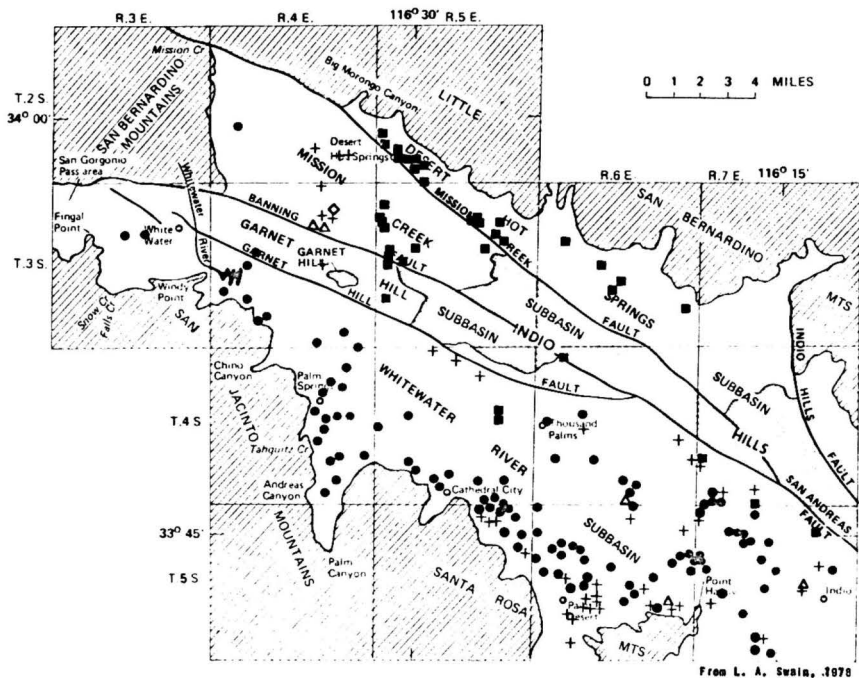 R.3 E.
R.4 E.
116° 30'
R.5 E.
Mission Cr
Big Morongo Canyon
LITTLE
0 1 2 3 4 MILES
T.2 S.
34° 00'
SAN BERNARDINO
MOUNTAINS
Desert
Hot Springs
DESERT
MISSION
MISSION
HOT
R.6 E.
R.7 E.
116° 15'
SAN
BERNARDINO
MTS
San Gorgonio
Pass area
Whitewater
River
BANNING
FAULT
CREEK
CREEK
Fingal
Point
White
Water
GARNET
GARNET
HILL
GARNET
HILL
HILL
SUBBASIN
T.3 S.
Windy
Point
Snow Cr
Falls Cr
SAN
JACINTO
MOUNTAINS
INDIO
HILLS
SUBBASIN
SPRINGS
FAULT
SUBBASIN
INDIO
HILLS
FAULT
Chino
Canyon
Palm
Springs
WHITEWATER
RIVER
SUBBASIN
FAULT
T.4 S.
Thousand
Palms
Tahquitz Cr
Andreas
Canyon
Cathedral City
SAN ANDREAS
FAULT
33° 45'
T.5 S
Palm
Canyon
SANTA ROSA
MTS
Palm
Desert
Point
Indio
From L. A. Swain, 1978